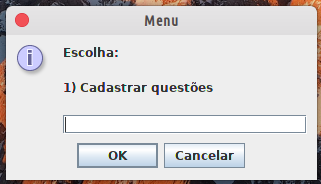 Menu
Escolha:
1) Cadastrar questões
OK
Cancelar